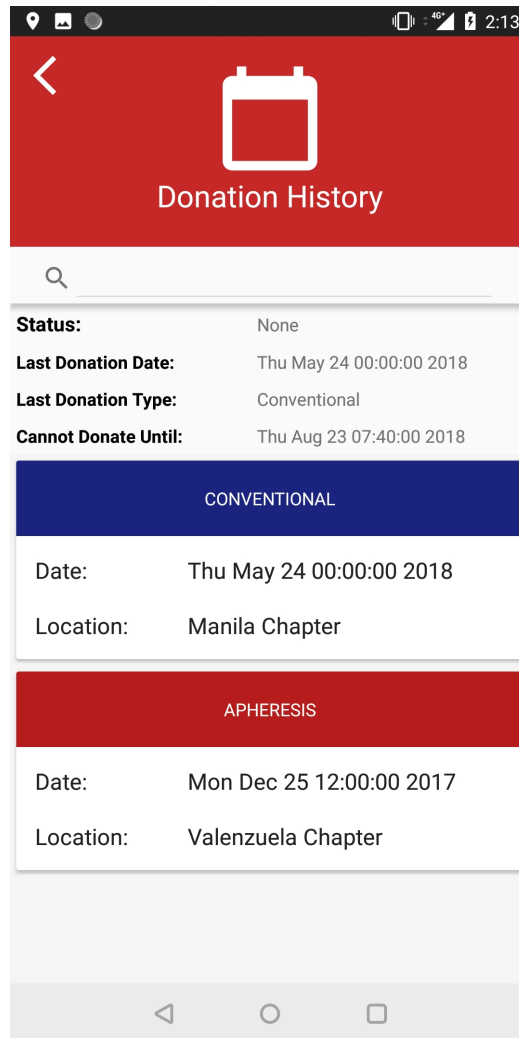 4G+ 2:13
Donation History
Status: None
Last Donation Date: Thu May 24 00:00:00 2018
Last Donation Type: Conventional
Cannot Donate Until: Thu Aug 23 07:40:00 2018
CONVENTIONAL
Date: Thu May 24 00:00:00 2018
Location: Manila Chapter
APHERESIS
Date: Mon Dec 25 12:00:00 2017
Location: Valenzuela Chapter